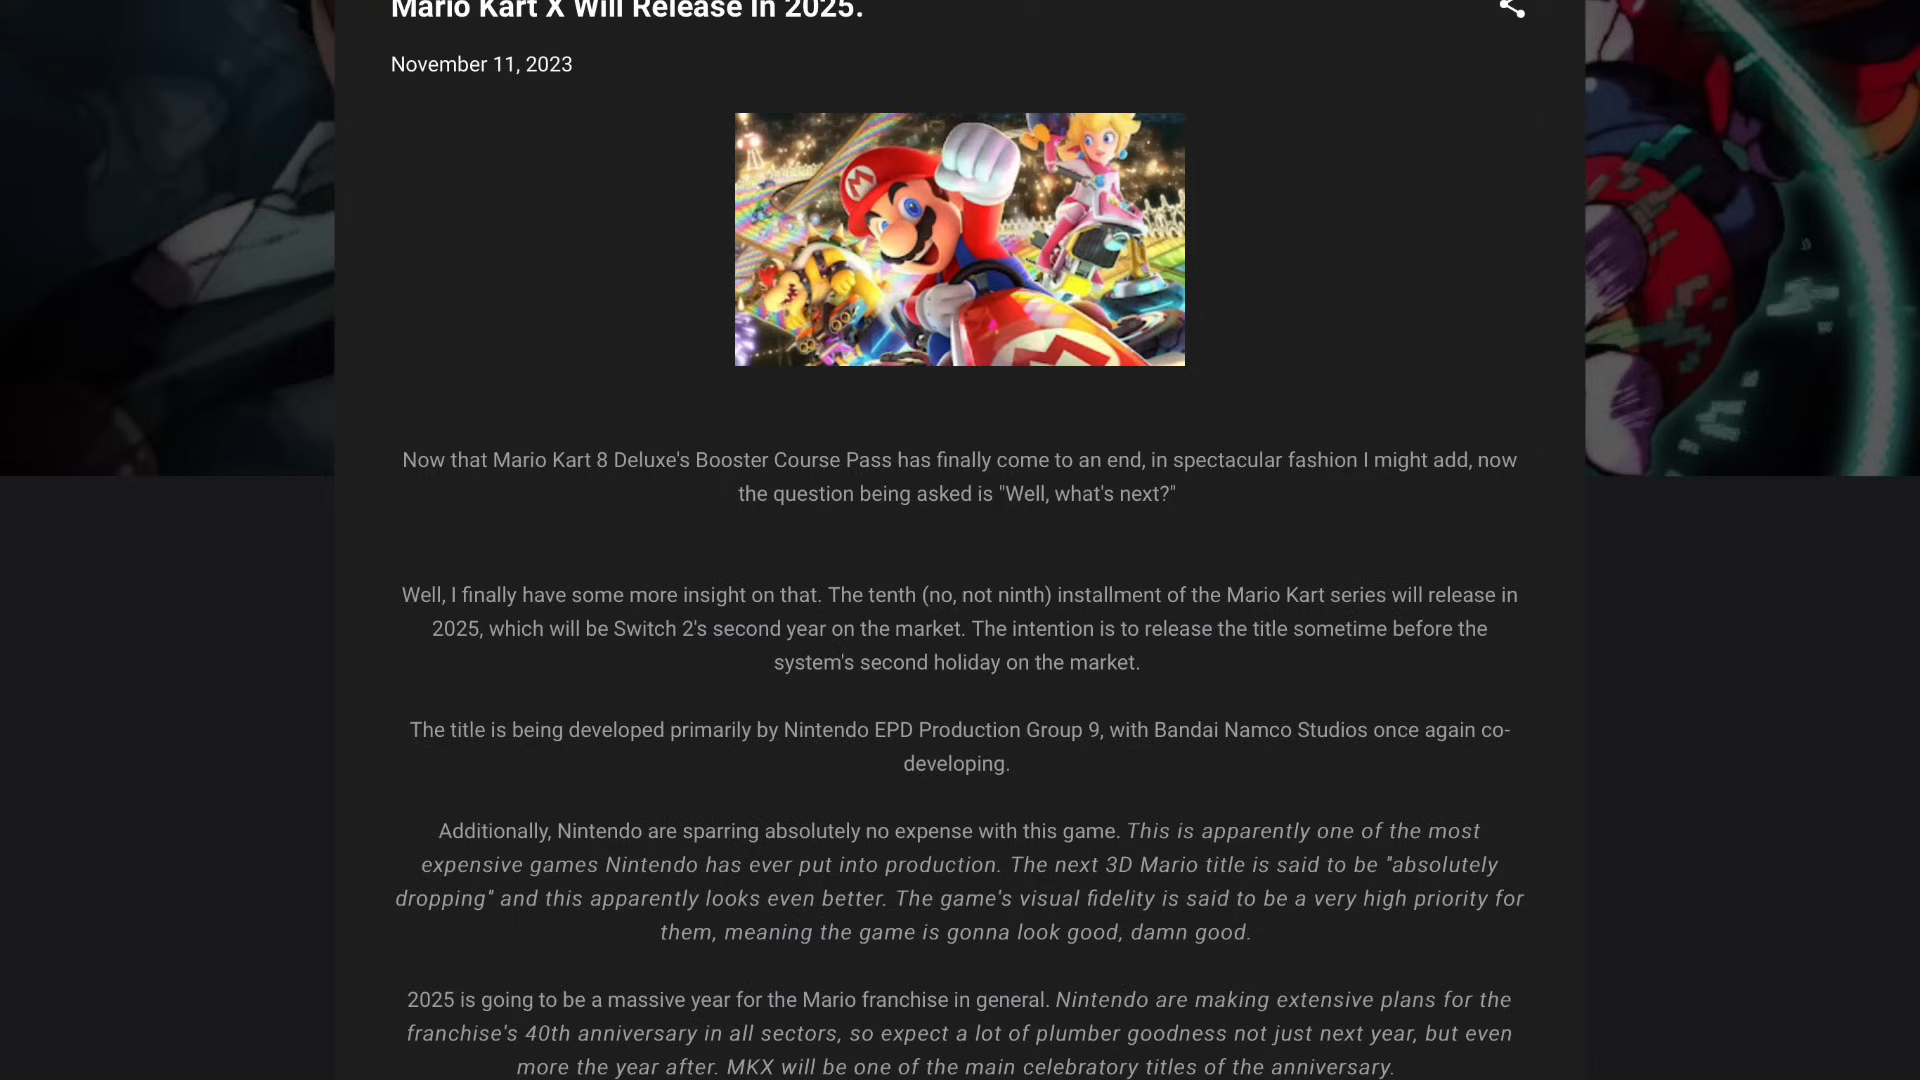 Mario Kart X Will Release In 2025.
November 11, 2023
Now that Mario Kart 8 Deluxe's Booster Course Pass has finally come to an end, in spectacular fashion I might add, now
the question being asked is "Well, what's next?"
Well, I finally have some more insight on that. The tenth (no, not ninth) installment of the Mario Kart series will release in
2025, which will be Switch 2's second year on the market. The intention is to release the title sometime before the
system's second holiday on the market.
The title is being developed primarily by Nintendo EPD Production Group 9, with Bandai Namco Studios once again co-
developing.
Additionally, Nintendo are sparring absolutely no expense with this game. This is apparently one of the most
expensive games Nintendo has ever put into production. The next 3D Mario title is said to be "absolutely
dropping" and this apparently looks even better. The game's visual fidelity is said to be a very high priority for
them, meaning the game is gonna look good, damn good.
2025 is going to be a massive year for the Mario franchise in general. Nintendo are making extensive plans for the
franchise's 40th anniversary in all sectors, so expect a lot of plumber goodness not just next year, but even
more the year after. MKX will be one of the main celebratory titles of the anniversary.